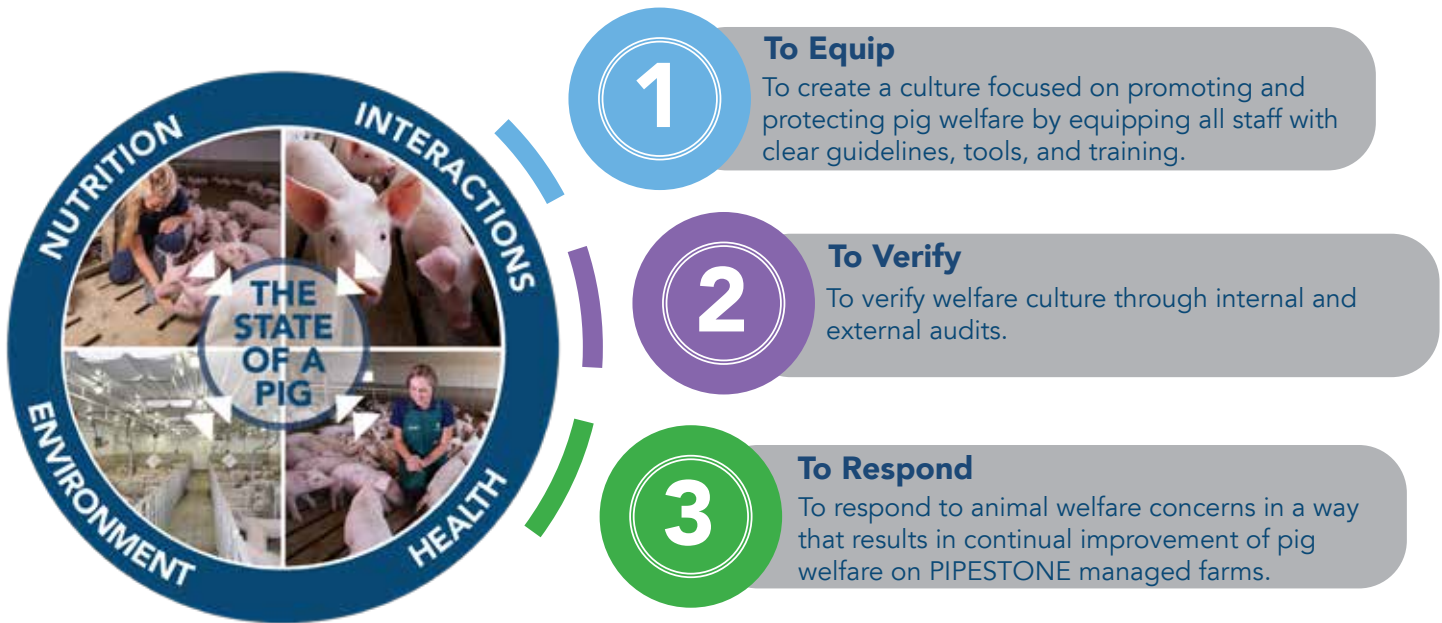 NUTRITION
INTERACTIONS
THE
STATE
OF A
PIG
ENVIRONMENT
HEALTH
1
To Equip
To create a culture focused on promoting and
protecting pig welfare by equipping all staff with
clear guidelines, tools, and training.
2
To Verify
To verify welfare culture through internal and
external audits.
3
To Respond
To respond to animal welfare concerns in a way
that results in continual improvement of pig
welfare on PIPESTONE managed farms.